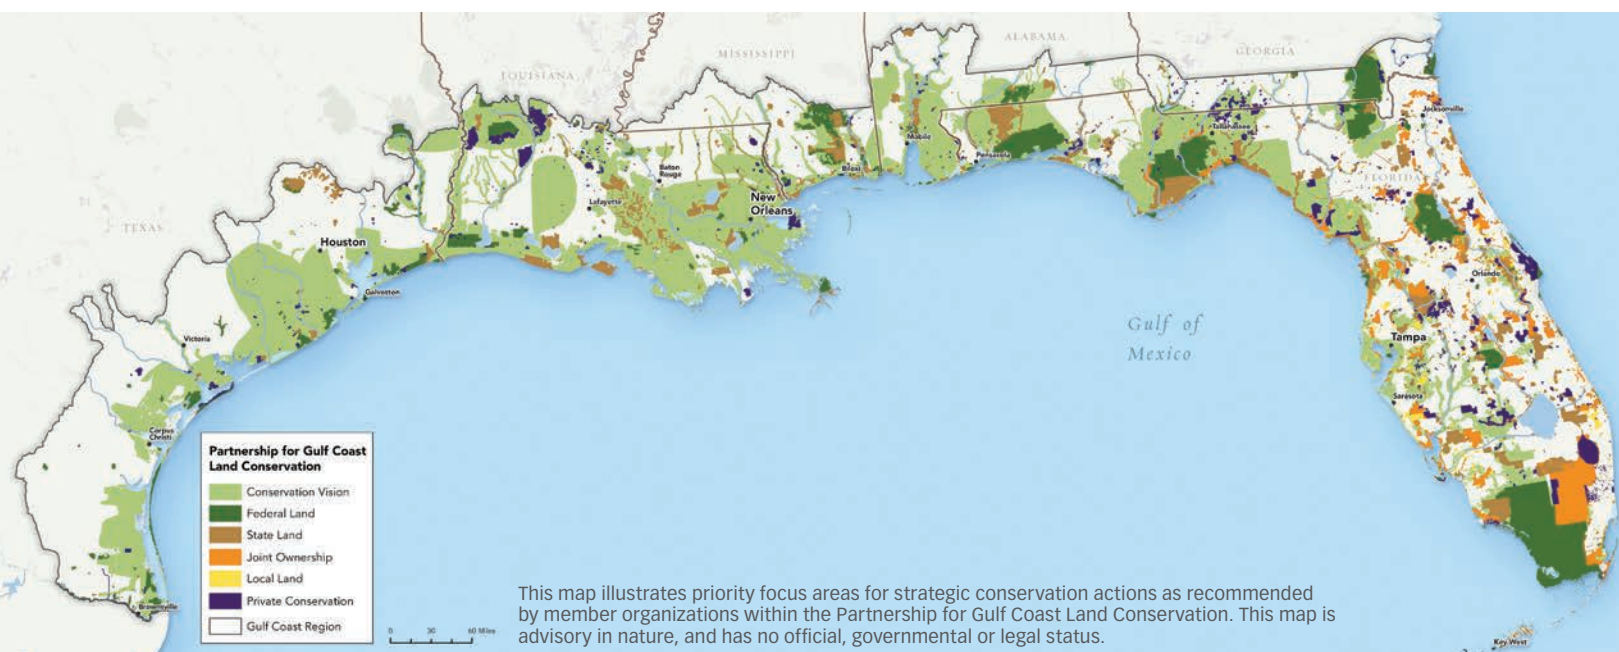 MISSISSIPPI
ALABAMA
GEORGIA
LOUISIANA
TEXAS
FLORIDA
Jacksonville
Tallahassee
Mobile
Pensacola
Biloxi
Baton
Rouge
New
Orleans
Lafayette
Houston
Galveston
Victoria
Corpus
Christi
Brownsville
Orlando
Tampa
Sarasota
Key West
Gulf of
Mexico
Partnership for Gulf Coast
Land Conservation
Conservation Vision
Federal Land
State Land
Joint Ownership
Local Land
Private Conservation
Gulf Coast Region
0 30 60 Miles
This map illustrates priority focus areas for strategic conservation actions as recommended
by member organizations within the Partnership for Gulf Coast Land Conservation. This map is
advisory in nature, and has no official, governmental or legal status.